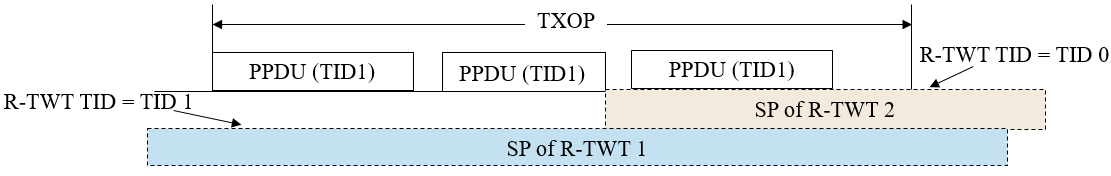 TXOP
R-TWT TID = TID 0
PPDU (TID1)
PPDU (TID1)
PPDU (TID1)
R-TWT TID = TID 1
SP of R-TWT 2
SP of R-TWT 1